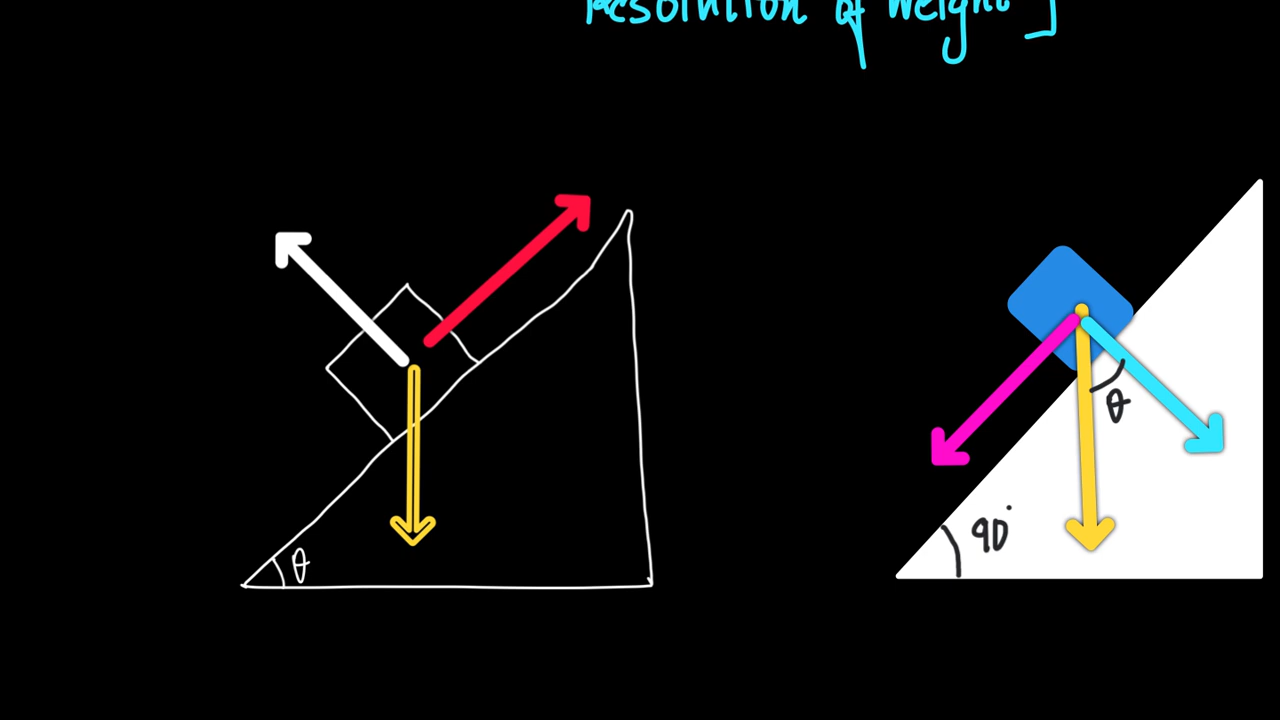 Resolution of Weight ]
θ
θ
90°